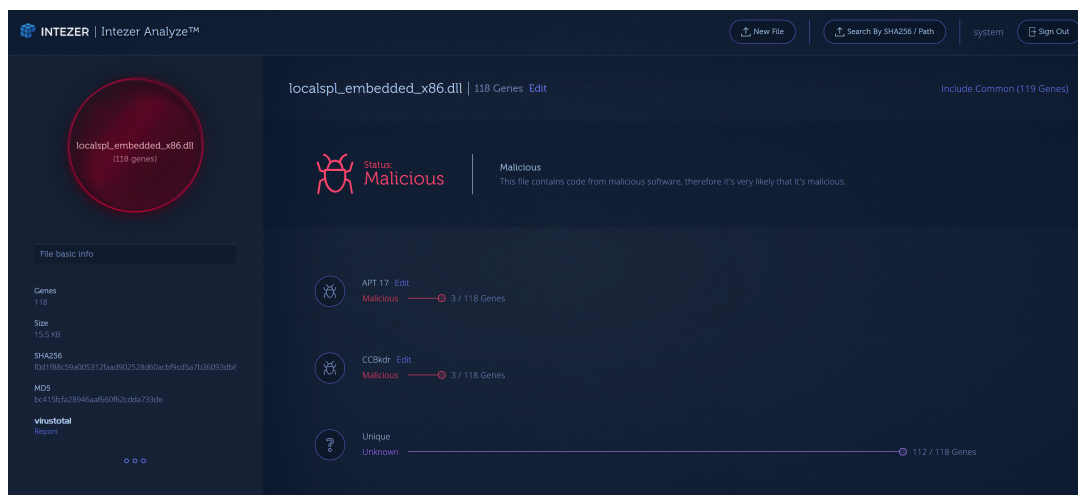 INTEZER | Intezer Analyze™
New File
Search By SHA256 / Path
system
Sign Out
localspl_embedded_x86.dll
(118 genes)
File basic info
Genes
118
Size
15.5 KB
SHA256
f0d1f88c59a005312faad902528d60acbf9cd5a7b36093db6
MD5
bc415fcfa28946aaf660f62cdda733de
virustotal
Report
localspl_embedded_x86.dll | 118 Genes Edit
Include Common (119 Genes)
Status:
Malicious
Malicious
This file contains code from malicious software, therefore it's very likely that it's malicious.
APT 17 Edit
Malicious 3 / 118 Genes
CCBkdr Edit
Malicious 3 / 118 Genes
? Unique
Unknown 112 / 118 Genes